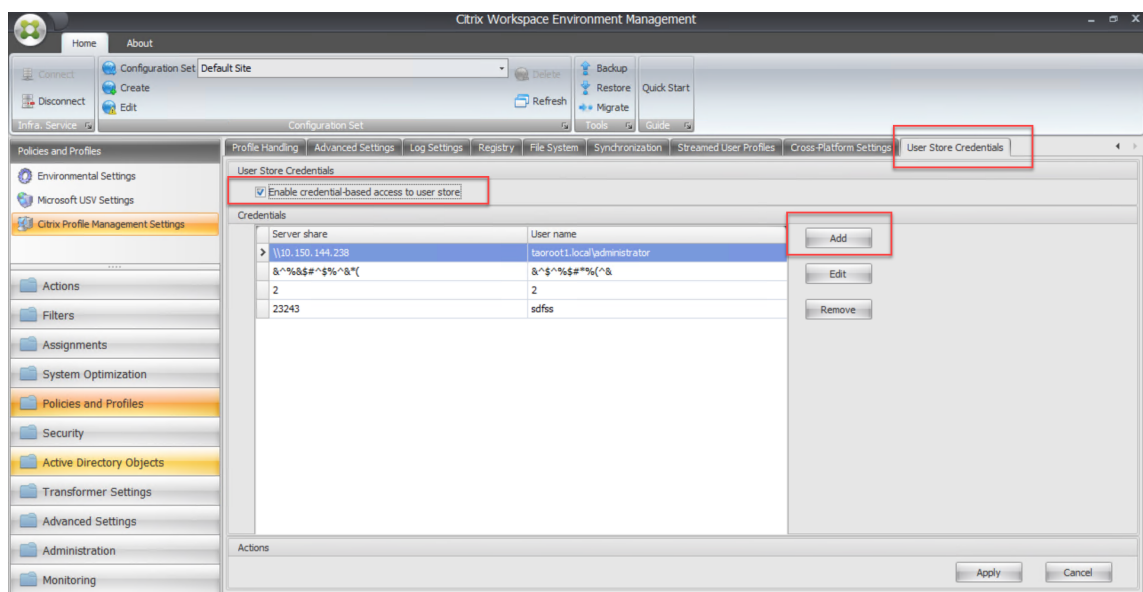 Citrix Workspace Environment Management
Home About
Connect
Disconnect
Infra. Service
Configuration Set Default Site
Create
Edit
Delete
Refresh
Configuration Set
Backup
Restore
Migrate
Tools
Quick Start
Guide
Policies and Profiles
Environmental Settings
Microsoft USV Settings
Citrix Profile Management Settings
Actions
Filters
Assignments
System Optimization
Policies and Profiles
Security
Active Directory Objects
Transformer Settings
Advanced Settings
Administration
Monitoring
Profile Handling Advanced Settings Log Settings Registry File System Synchronization Streamed User Profiles Cross-Platform Settings User Store Credentials
User Store Credentials
Enable credential-based access to user store
Credentials
Server share User name
\\10.150.144.238 taoroot1.local\administrator
&^%&$#^$%^&*( &^$^%$#*%(^&
2 2
23243 sdfss
Add
Edit
Remove
Actions
Apply Cancel